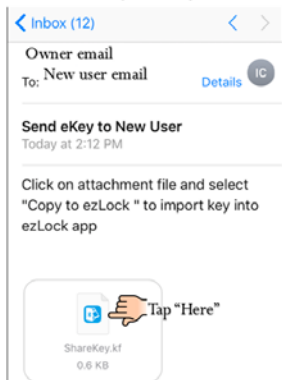 Inbox (12)
Owner email
To: New user email
Details
IC
Send eKey to New User
Today at 2:12 PM
Click on attachment file and select
"Copy to ezLock " to import key into
ezLock app
Tap “Here”
ShareKey.kf
0.6 KB